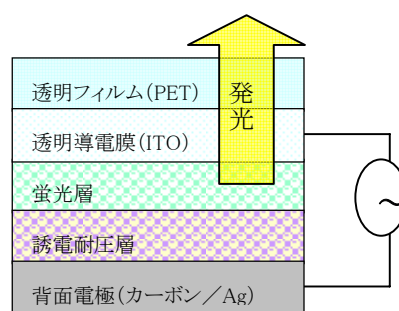 発光
透明フィルム(PET)
透明導電膜(ITO)
蛍光層
誘電耐圧層
背面電極(カーボン／Ag)
～